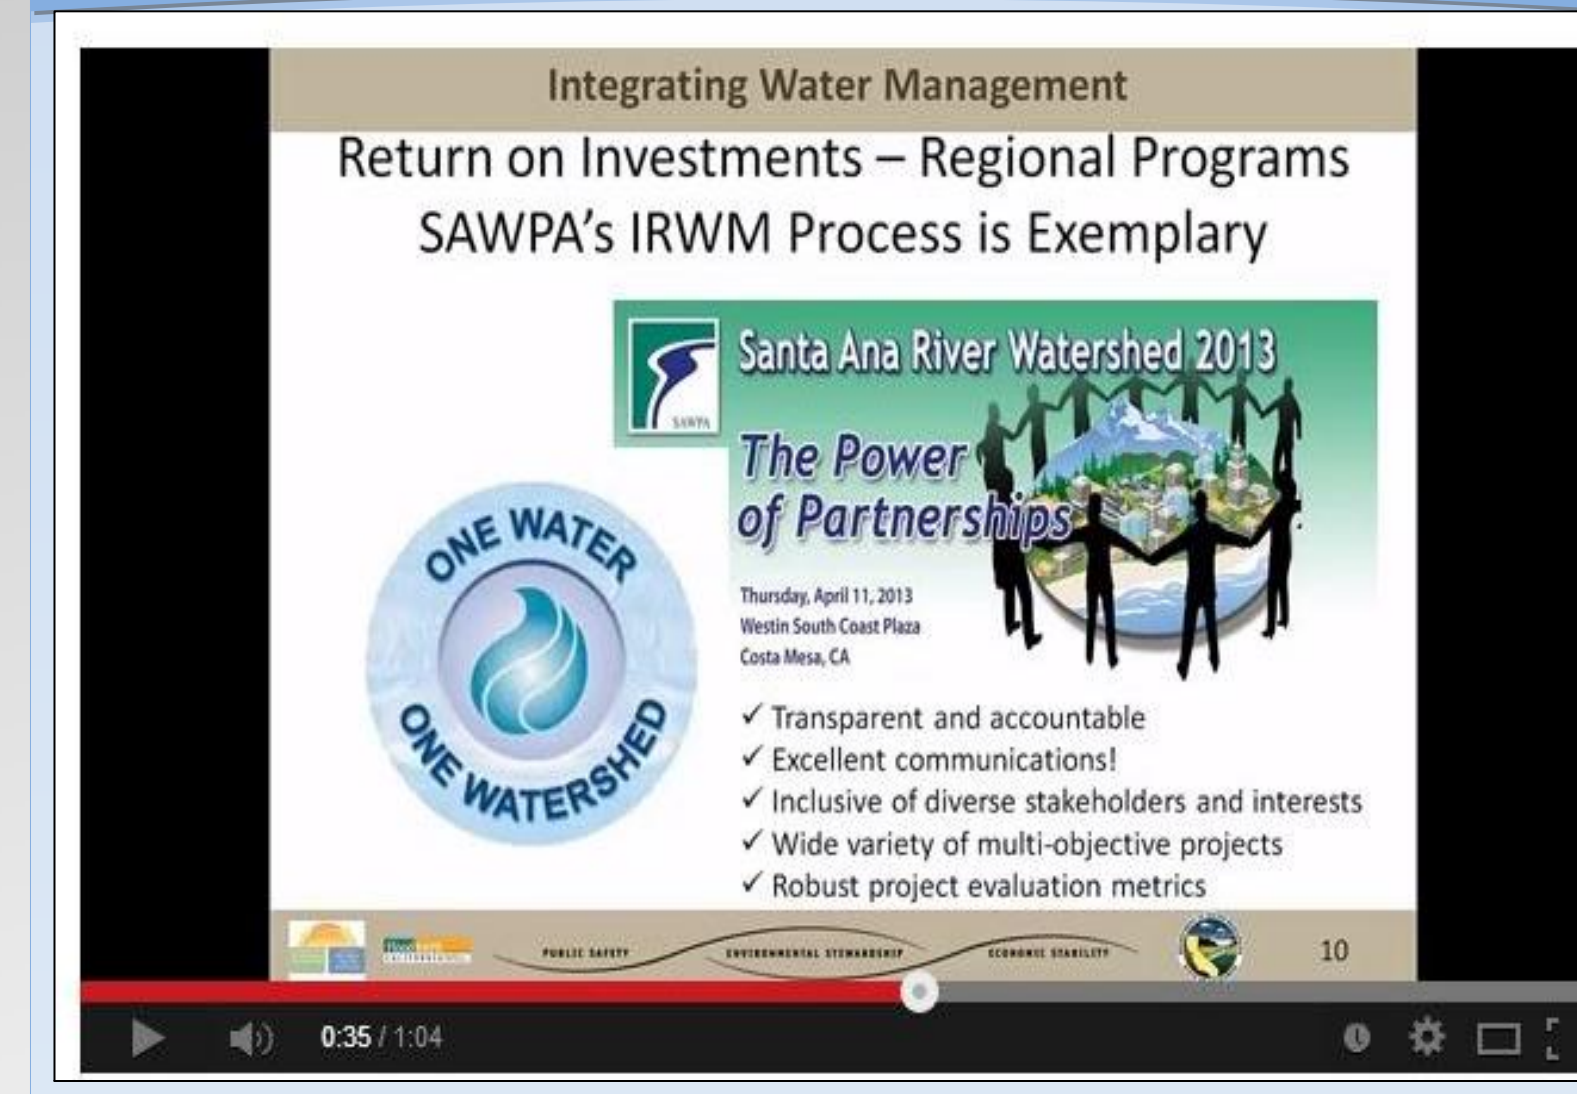 Integrating Water Management
Return on Investments – Regional Programs
SAWPA's IRWM Process is Exemplary
Santa Ana River Watershed 2013
SAWPA
The Power
of Partnerships
Thursday, April 11, 2013
Westin South Coast Plaza
Costa Mesa, CA
ONE WATER
ONE WATERSHED
✓ Transparent and accountable
✓ Excellent communications!
✓ Inclusive of diverse stakeholders and interests
✓ Wide variety of multi-objective projects
✓ Robust project evaluation metrics
PUBLIC SAFETY
ENVIRONMENTAL STEWARDSHIP
ECONOMIC STABILITY
10
0:35 / 1:04